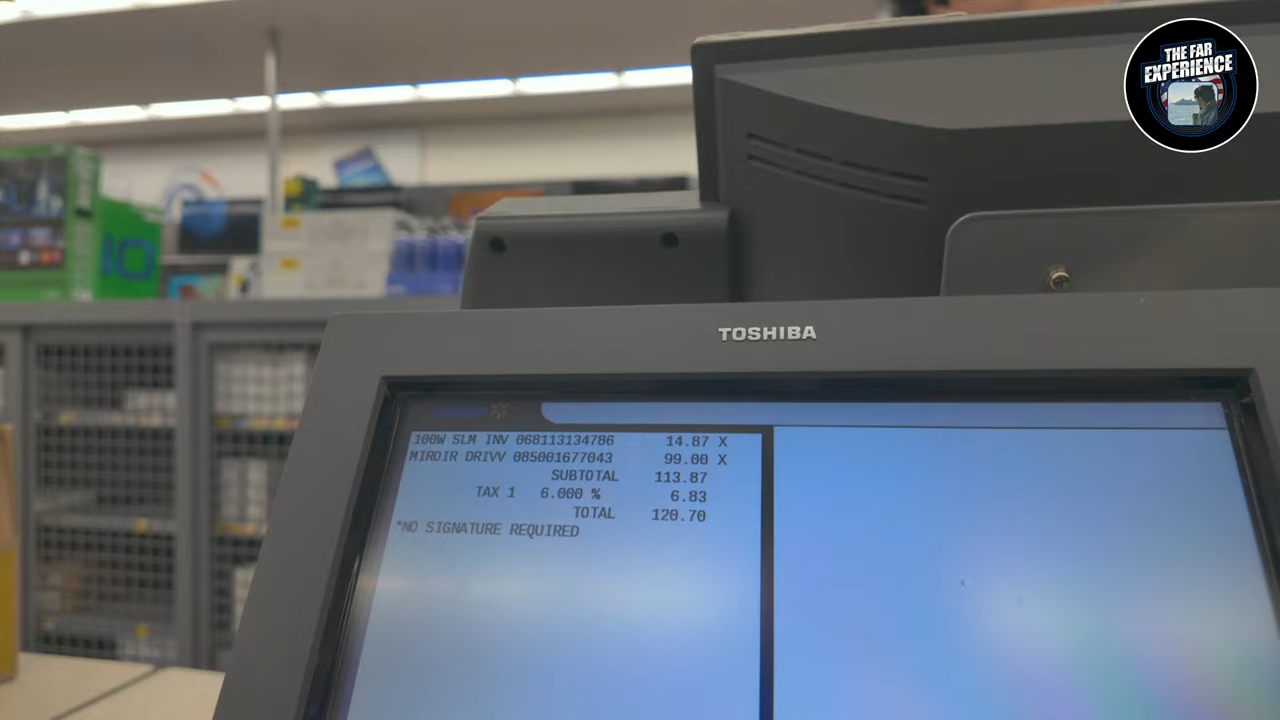 THE FAR
EXPERIENCE
TOSHIBA
100W SLM INV 068113134786 14.87 X
MIROIR DRIVV 085001677043 99.00 X
SUBTOTAL 113.87
TAX 1 6.000 % 6.83
TOTAL 120.70
*NO SIGNATURE REQUIRED